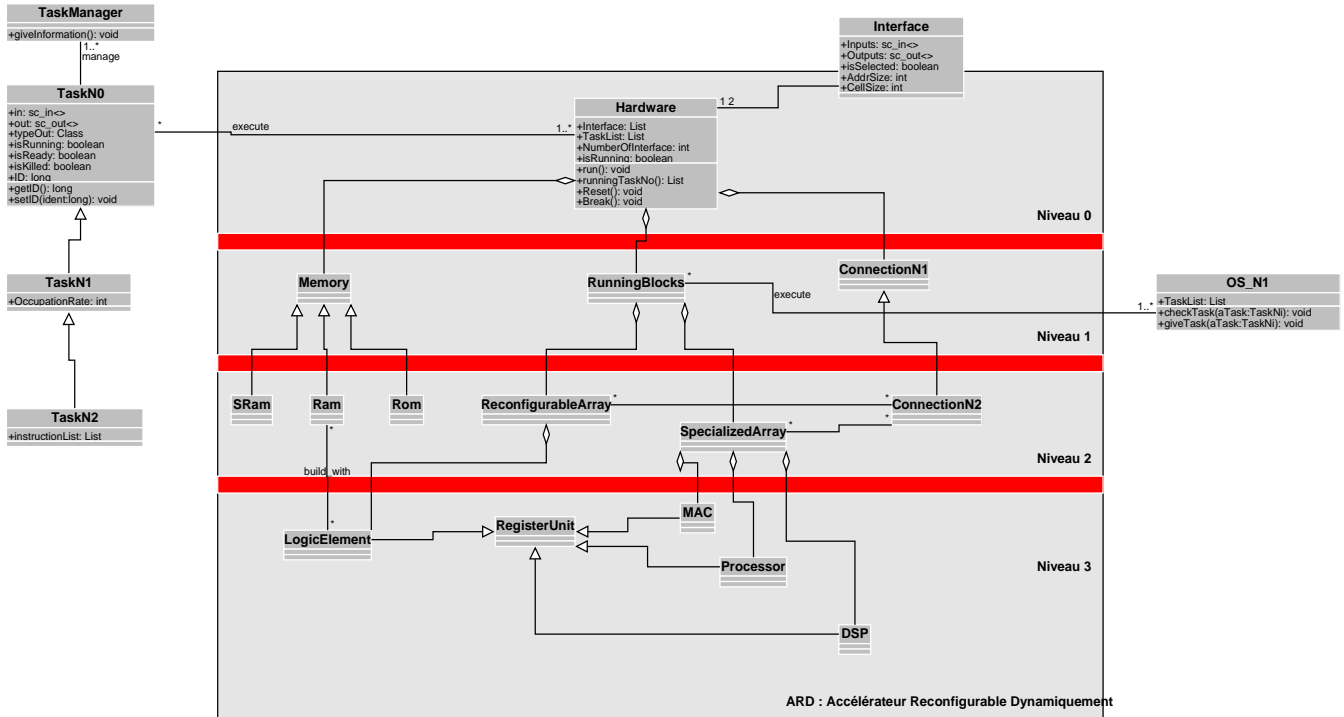 TaskManager
+giveInformation(): void
1..*
manage
TaskN0
+in: sc_in<>
+out: sc_out<>
+typeOut: Class
+isRunning: boolean
+isReady: boolean
+isKilled: boolean
+ID: long
+getID(): long
+setID(ident:long): void
*
execute
1..*
Interface
+Inputs: sc_in<>
+Outputs: sc_out<>
+isSelected: boolean
+AddrSize: int
+CellSize: int
1 2
Hardware
+Interface: List
+TaskList: List
+NumberOfInterface: int
+isRunning: boolean
+run(): void
+runningTaskNo(): List
+Reset(): void
+Break(): void
Niveau 0
TaskN1
+OccupationRate: int
Memory
RunningBlocks
*
execute
ConnectionN1
1..*
OS_N1
+TaskList: List
+checkTask(aTask:TaskNi): void
+giveTask(aTask:TaskNi): void
Niveau 1
TaskN2
+instructionList: List
SRam
Ram
*
Rom
ReconfigurableArray
*
*
ConnectionN2
*
SpecializedArray
*
build_with
Niveau 2
*
LogicElement
RegisterUnit
MAC
Processor
Niveau 3
DSP
ARD : Accélérateur Reconfigurable Dynamiquement